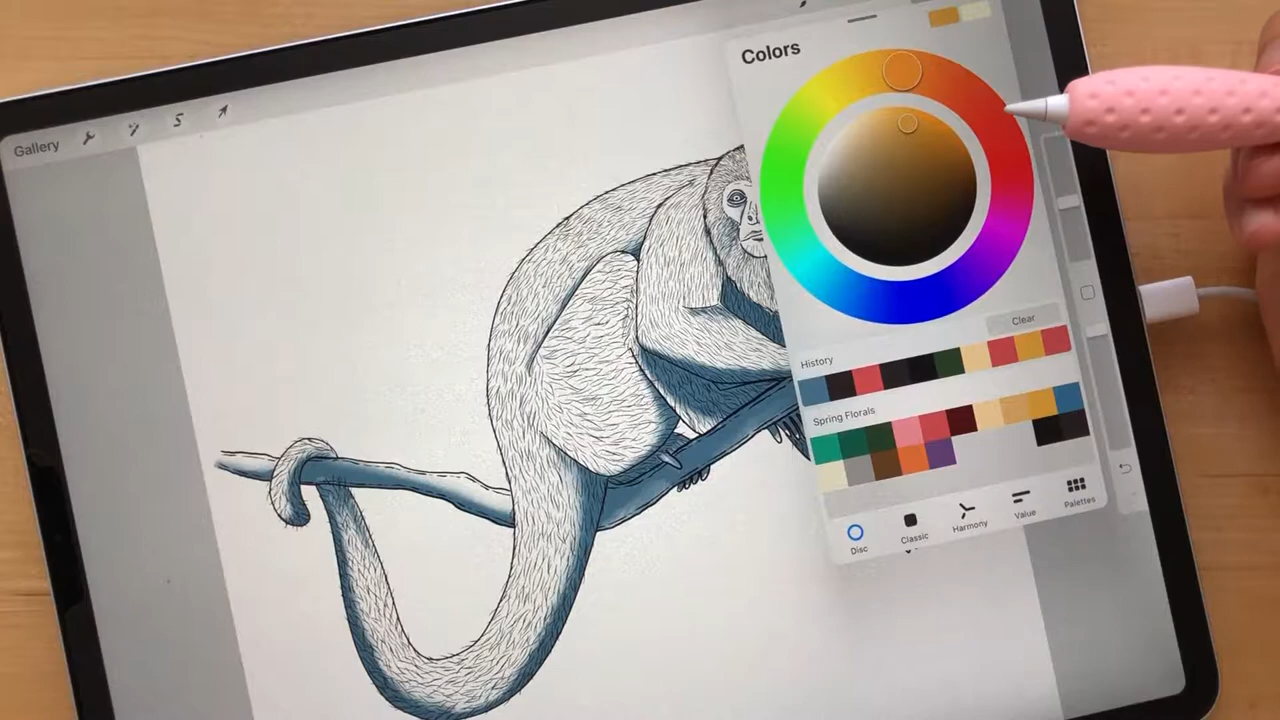 Gallery
Colors
Clear
History
Spring Florals
Disc
Classic
Harmony
Value
Palettes